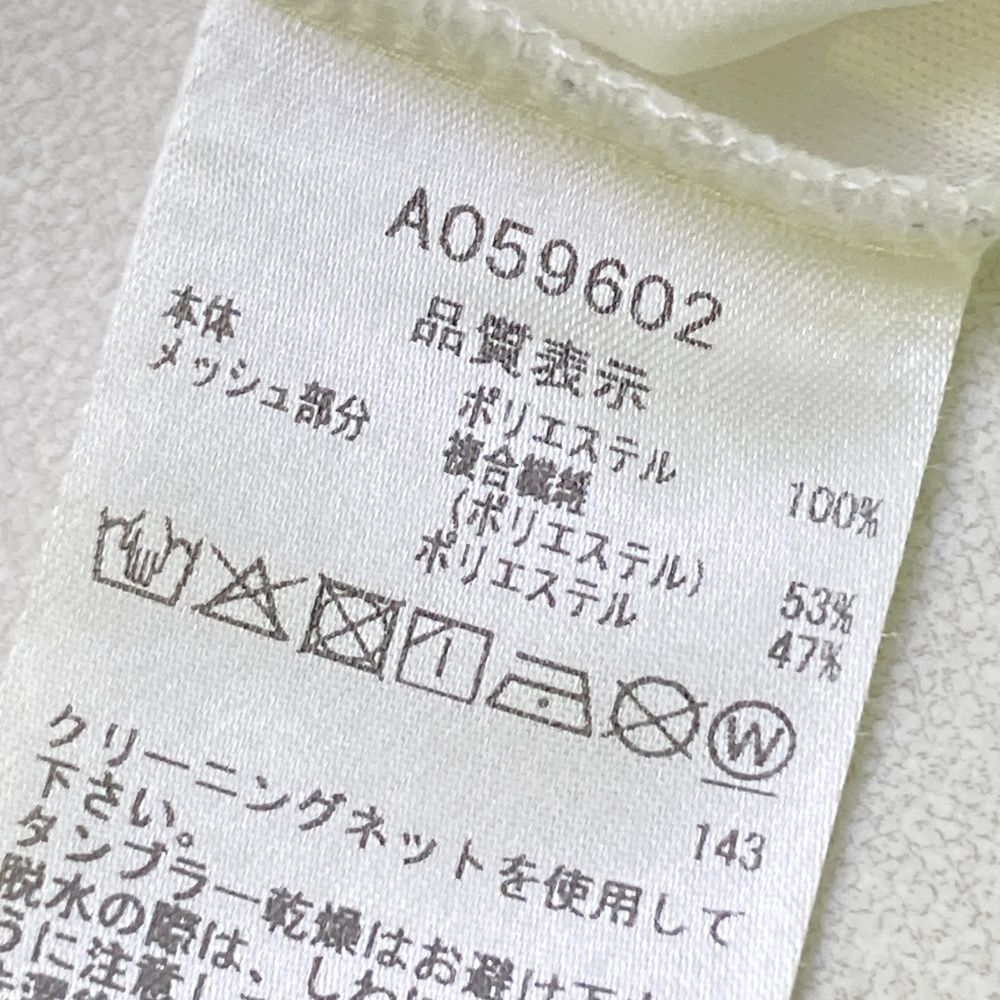 A059602
品質表示
本体 ポリエステル 100%
メッシュ部分 複合繊維
(ポリエステル) 53%
ポリエステル 47%
W
143
クリーニングネットを使用して
下さい。
タンブラー乾燥はお避け下
脱水の際は、しわ
うに注意し